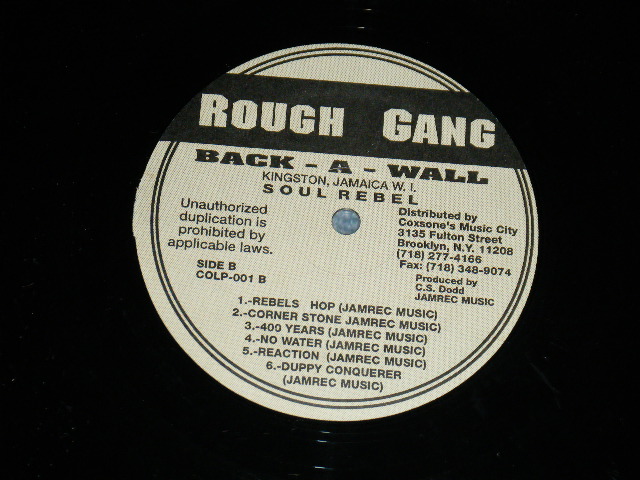 ROUGH GANG
BACK - A - WALL
KINGSTON, JAMAICA W. I.
SOUL REBEL
Unauthorized
duplication is
prohibited by
applicable laws.
SIDE B
COLP-001 B
Distributed by
Coxsone's Music City
3135 Fulton Street
Brooklyn, N.Y. 11208
(718) 277-4166
Fax: (718) 348-9074
Produced by
C.S. Dodd
JAMREC MUSIC
1.-REBELS HOP (JAMREC MUSIC)
2.-CORNER STONE JAMREC MUSIC)
3.-400 YEARS (JAMREC MUSIC)
4.-NO WATER (JAMREC MUSIC)
5.-REACTION (JAMREC MUSIC)
6.-DUPPY CONQUERER
(JAMREC MUSIC)